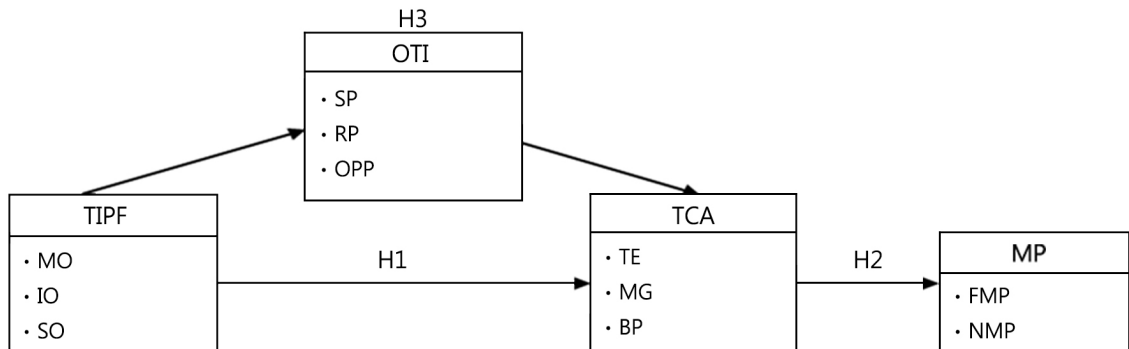 H3
OTI
・SP
・RP
・OPP
TIPF
・MO
・IO
・SO
H1
TCA
・TE
・MG
・BP
H2
MP
・FMP
・NMP